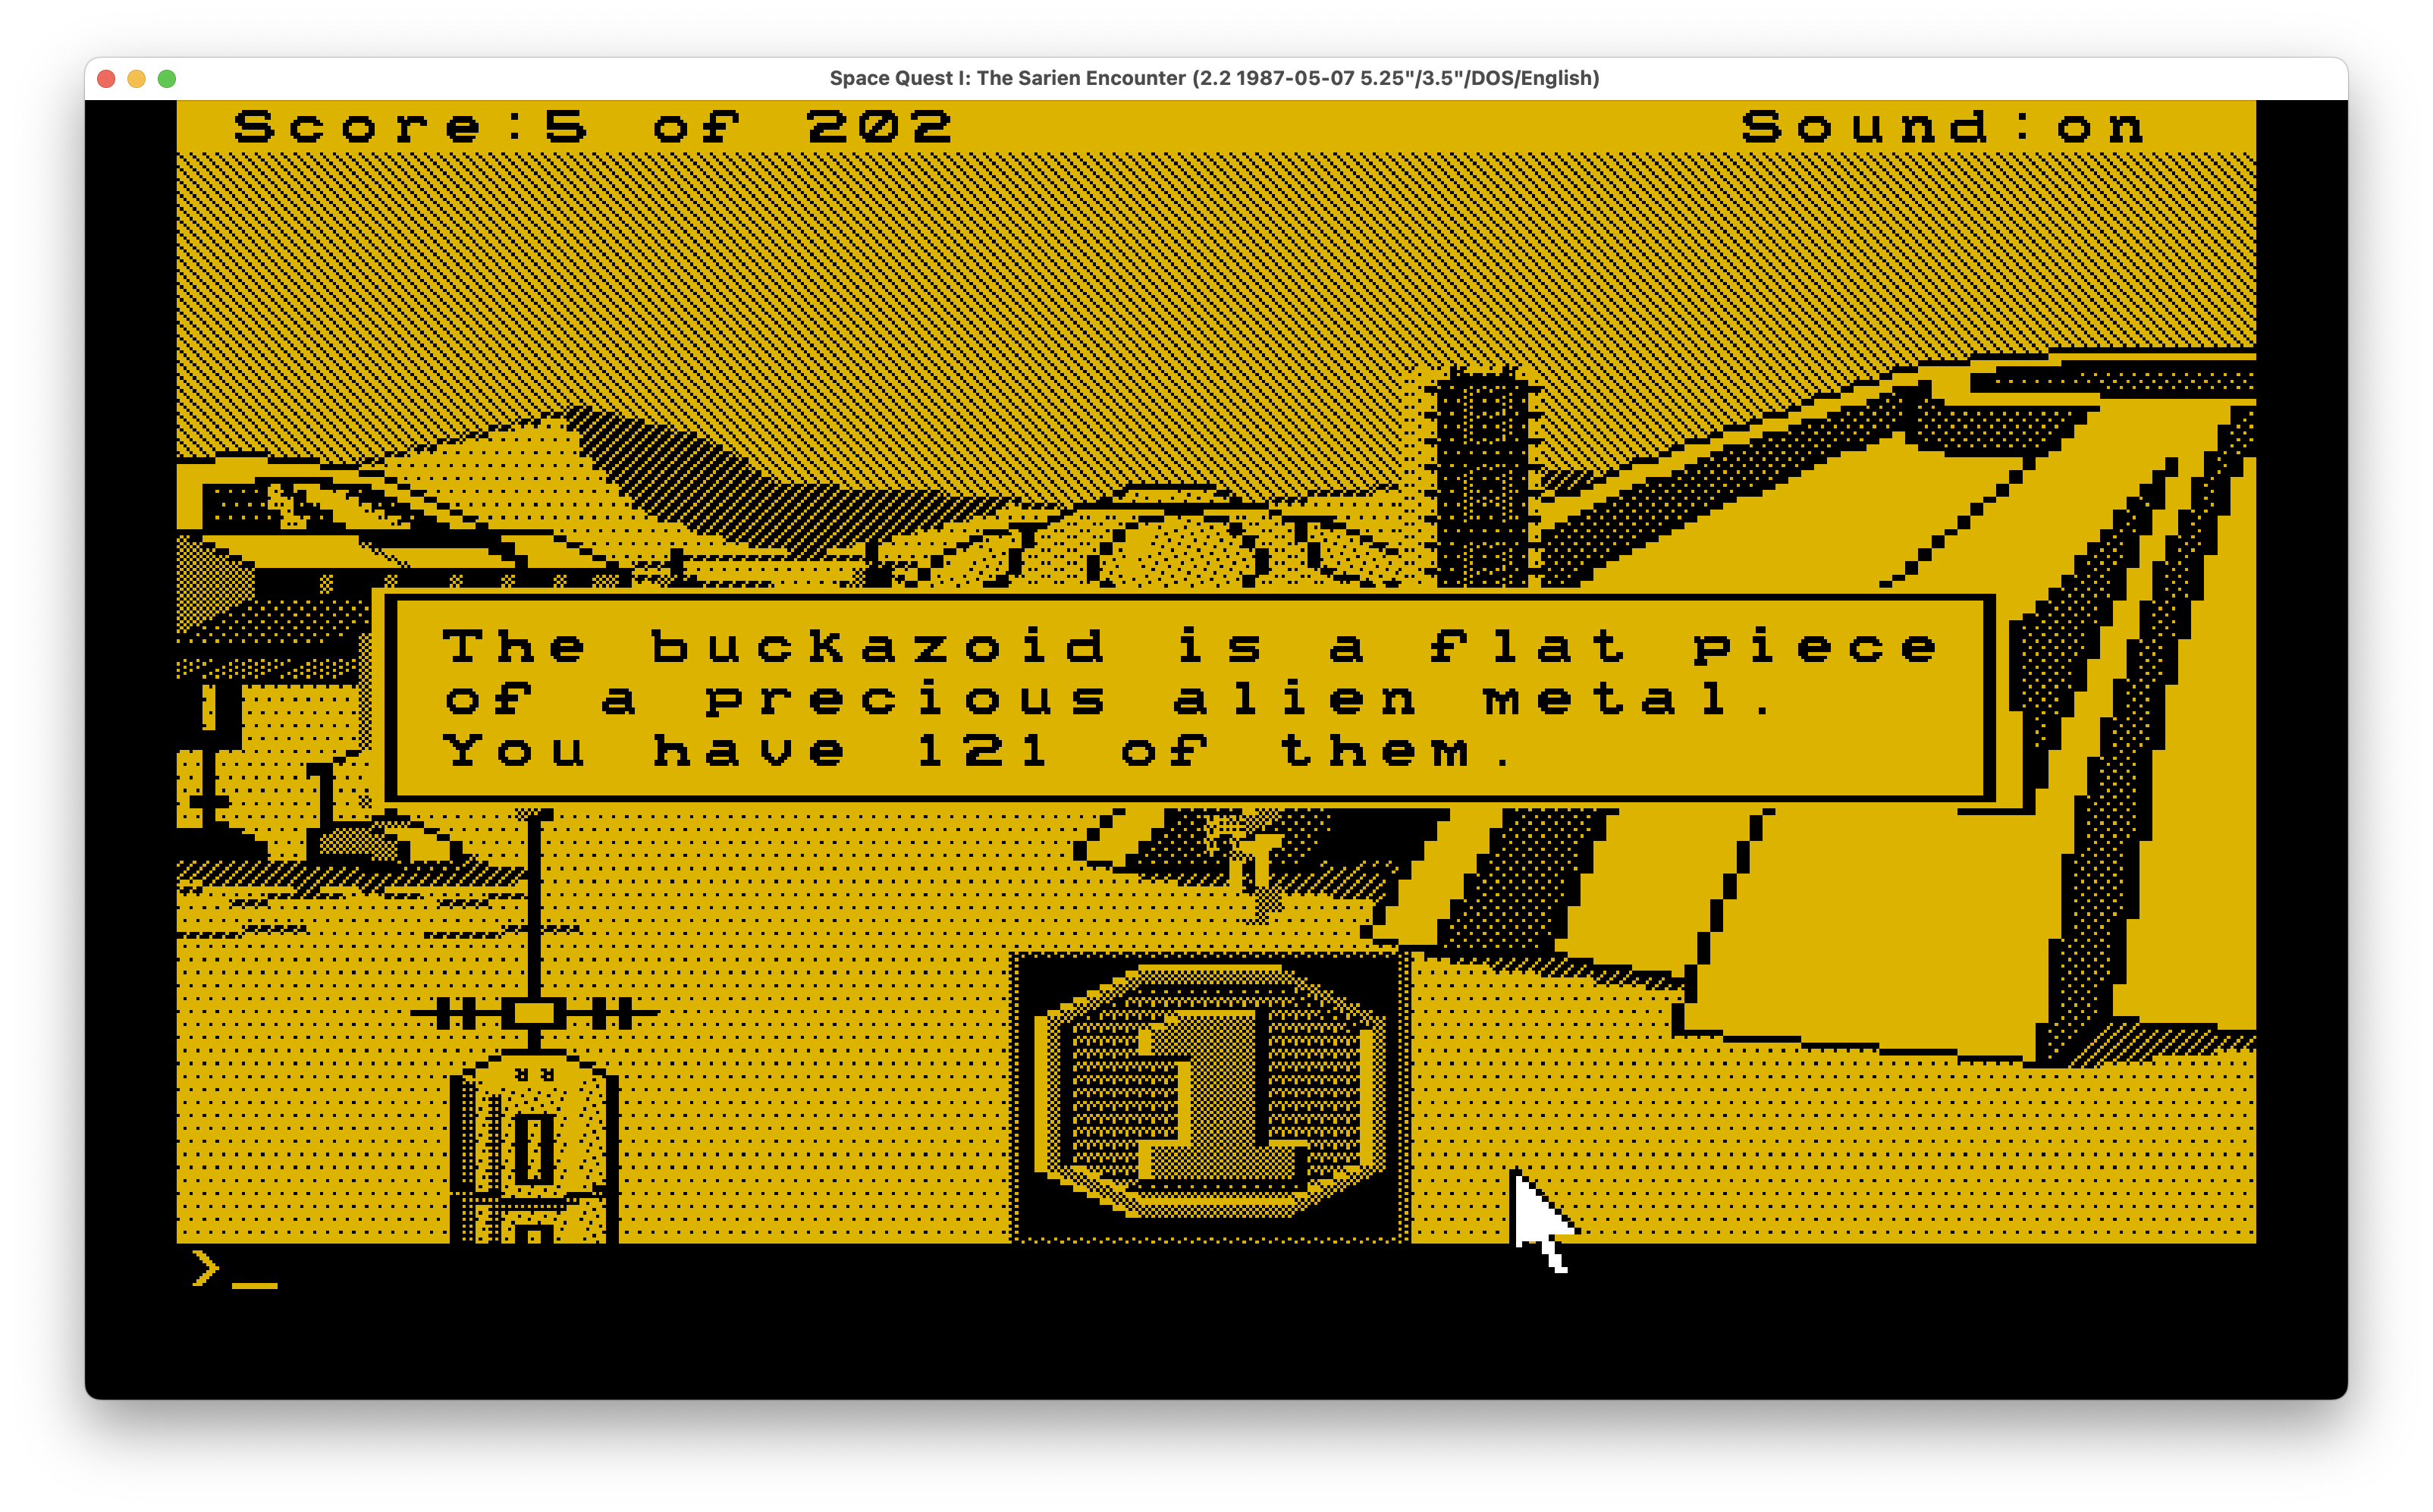 Space Quest I: The Sarien Encounter (2.2 1987-05-07 5.25"/3.5"/DOS/English)
Score:5 of 202 Sound:on
The buckazoid is a flat piece
of a precious alien metal.
You have 121 of them.
1
>_